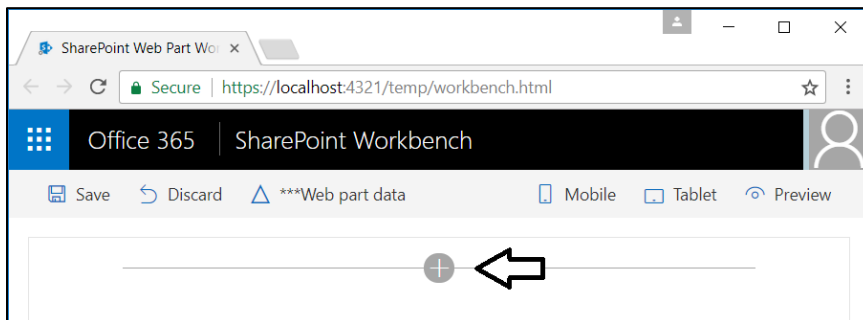 SharePoint Web Part Wor
Secure | https://localhost:4321/temp/workbench.html
Office 365 SharePoint Workbench
Save Discard ***Web part data Mobile Tablet Preview